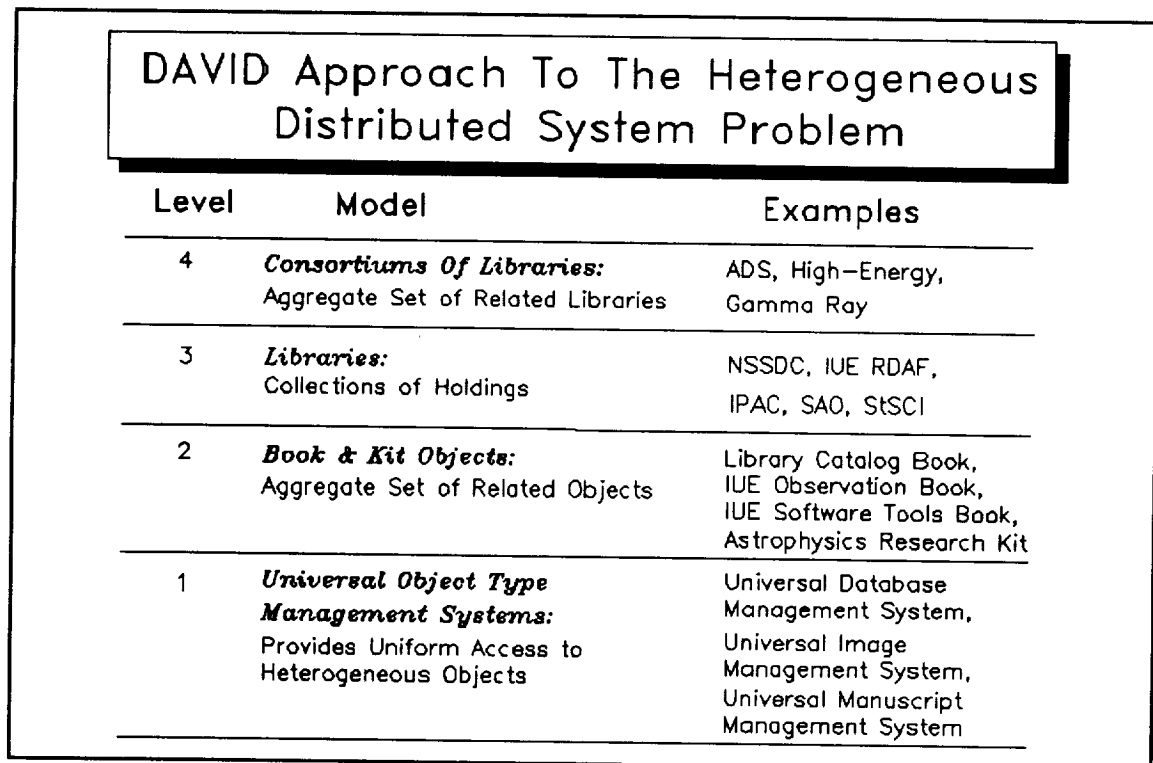 DAVID Approach To The Heterogeneous
Distributed System Problem
Level Model Examples
4 Consortiums Of Libraries: ADS, High-Energy,
Aggregate Set of Related Libraries Gamma Ray
3 Libraries: NSSDC, IUE RDAF,
Collections of Holdings IPAC, SAO, StSCI
2 Book & Kit Objects: Library Catalog Book,
Aggregate Set of Related Objects IUE Observation Book,
IUE Software Tools Book,
Astrophysics Research Kit
1 Universal Object Type Universal Database
Management Systems: Management System,
Provides Uniform Access to Universal Image
Heterogeneous Objects Management System,
Universal Manuscript
Management System